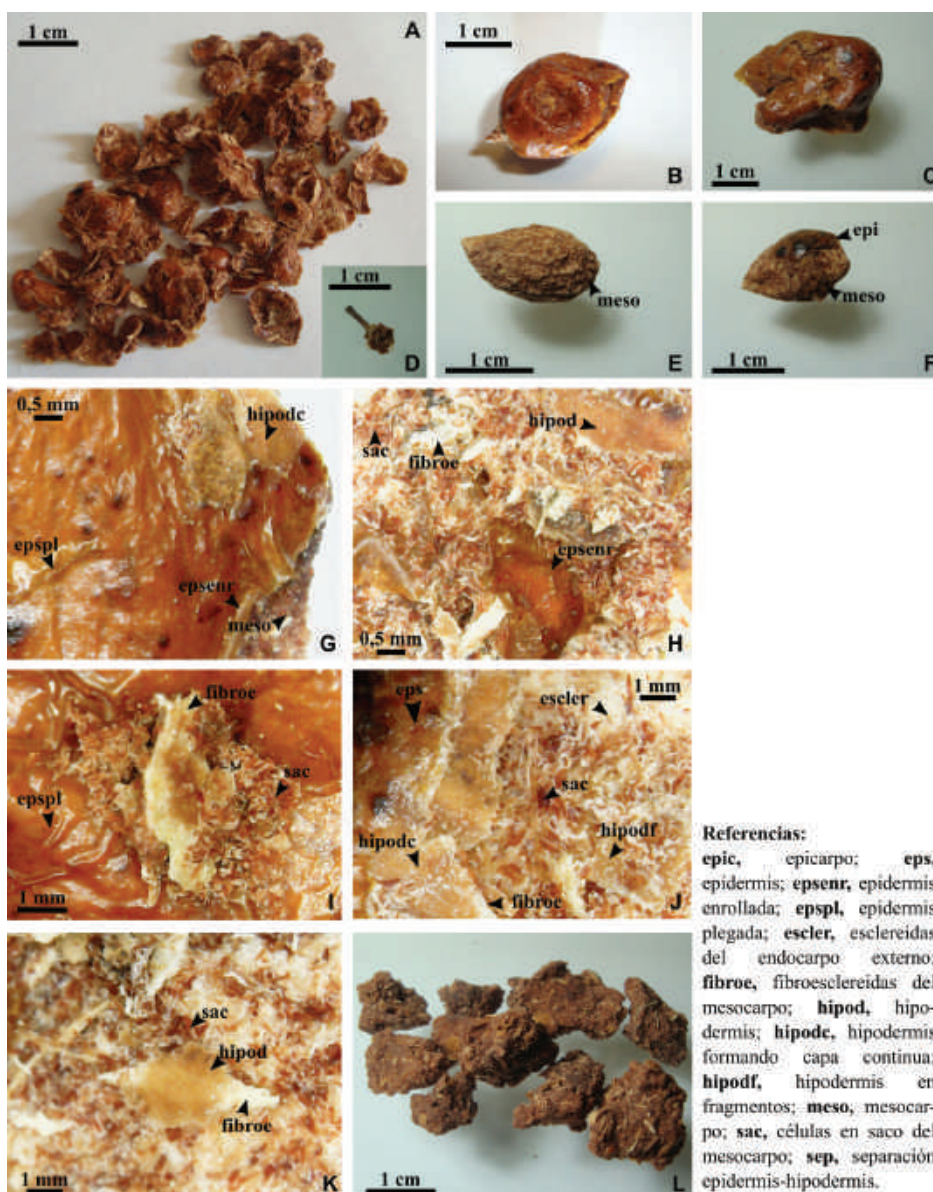 1 cm
A
1 cm
B
C
1 cm
1 cm
D
meso
1 cm
E
epi
meso
1 cm
F
0,5 mm
hipodc
epspl
epsenr
meso
G
hipod
sac
fibroe
epsenr
0,5 mm
H
fibroe
sac
epspl
1 mm
I
eps
escler
1 mm
sac
hipodc
hipodf
fibroe
J
sac
hipod
fibroe
1 mm
K
1 cm
L
Referencias:
epic, epicarpo; eps,
epidermis; epsenr, epidermis
enrollada; epspl, epidermis
plegada; escler, esclereidas
del endocarpo externo;
fibroe, fibroesclereidas del
mesocarpo; hipod, hipo-
dermis; hipodc, hipodermis
formando capa continua;
hipodf, hipodermis en
fragmentos; meso, mesocar-
po; sac, células en saco del
mesocarpo; sep, separación
epidermis-hipodermis.